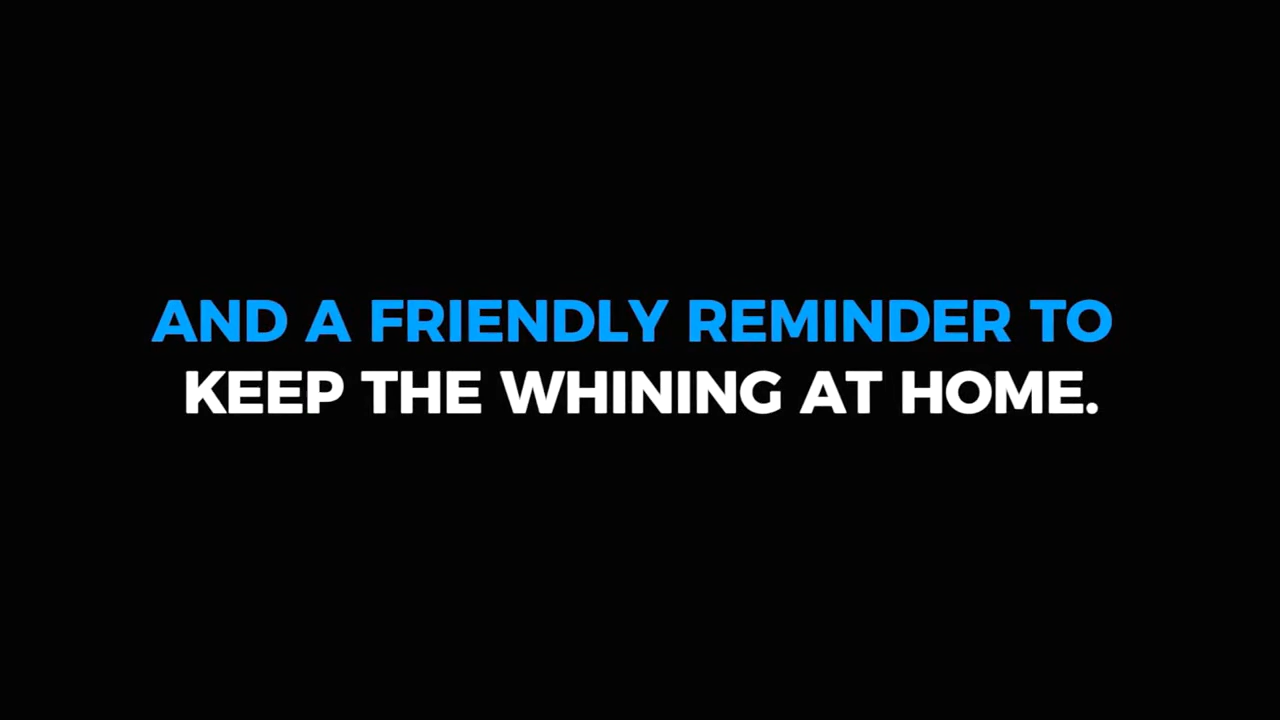 AND A FRIENDLY REMINDER TO
KEEP THE WHINING AT HOME.